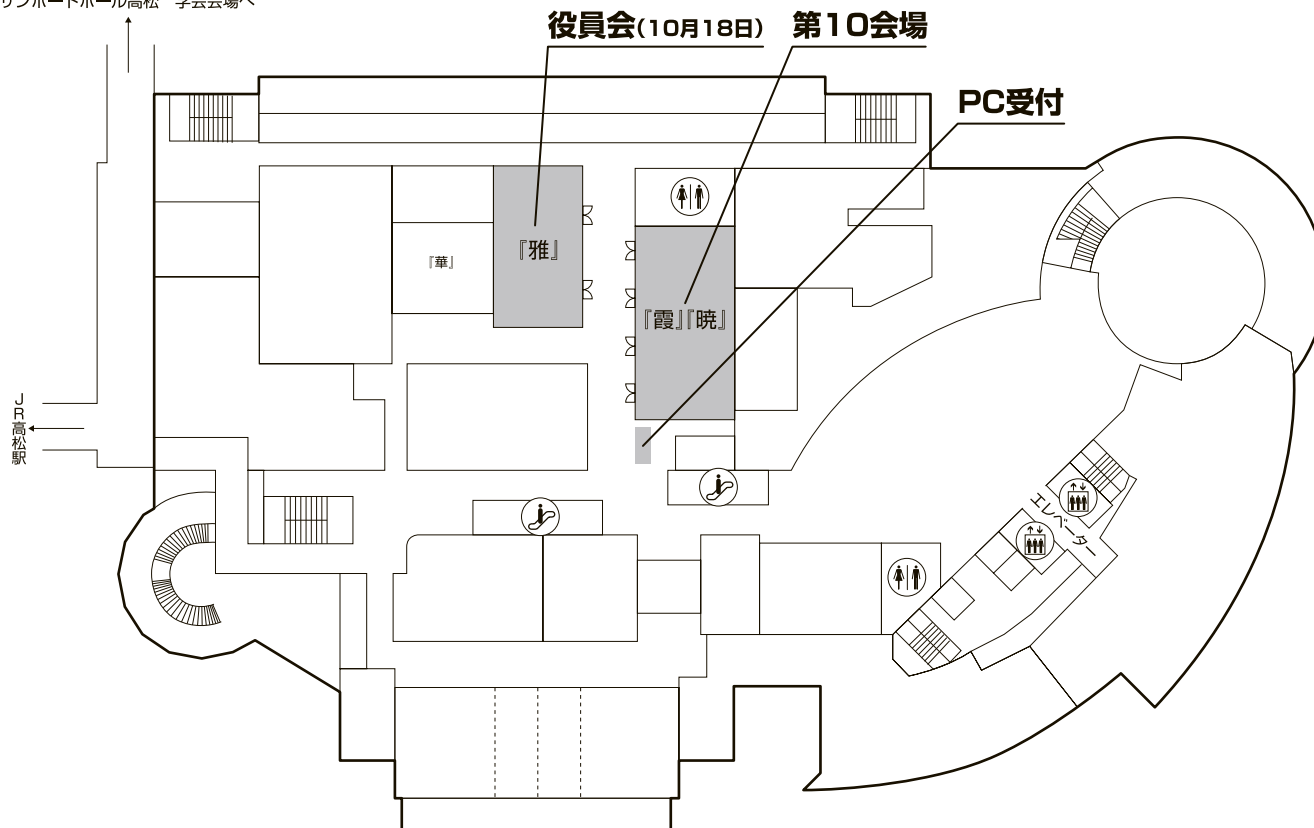 サンポートホール高松 学会会場へ
役員会(10月18日)
第10会場
PC受付
『雅』
『華』
『霞』『暁』
JR高松駅
エレベーター